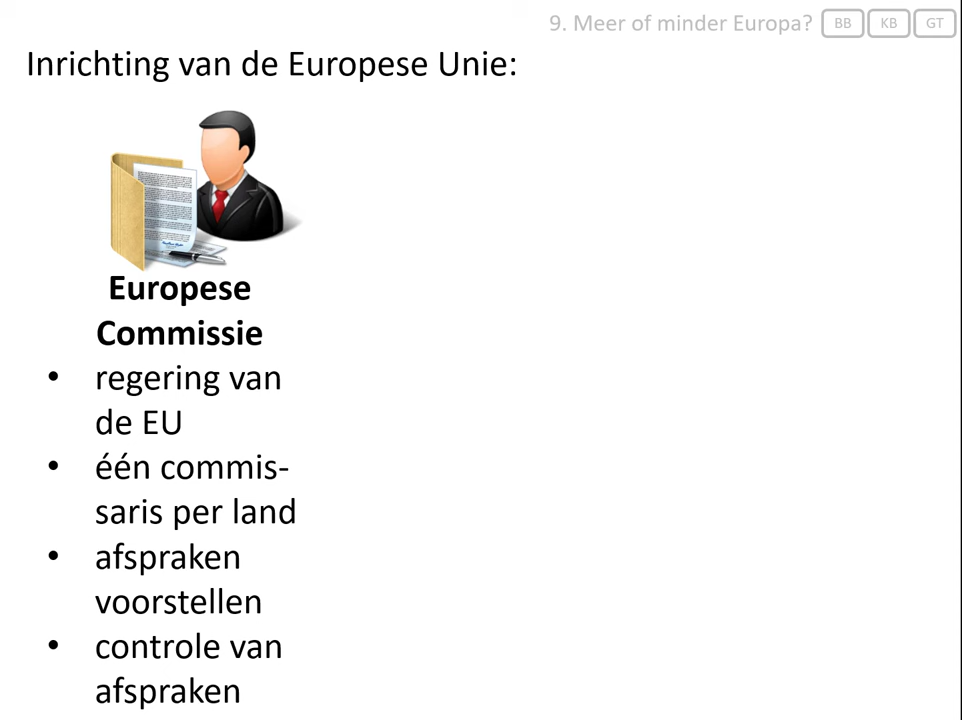 9. Meer of minder Europa? BB KB GT
Inrichting van de Europese Unie:
Europese
Commissie
• regering van
de EU
• één commis-
saris per land
• afspraken
voorstellen
• controle van
afspraken